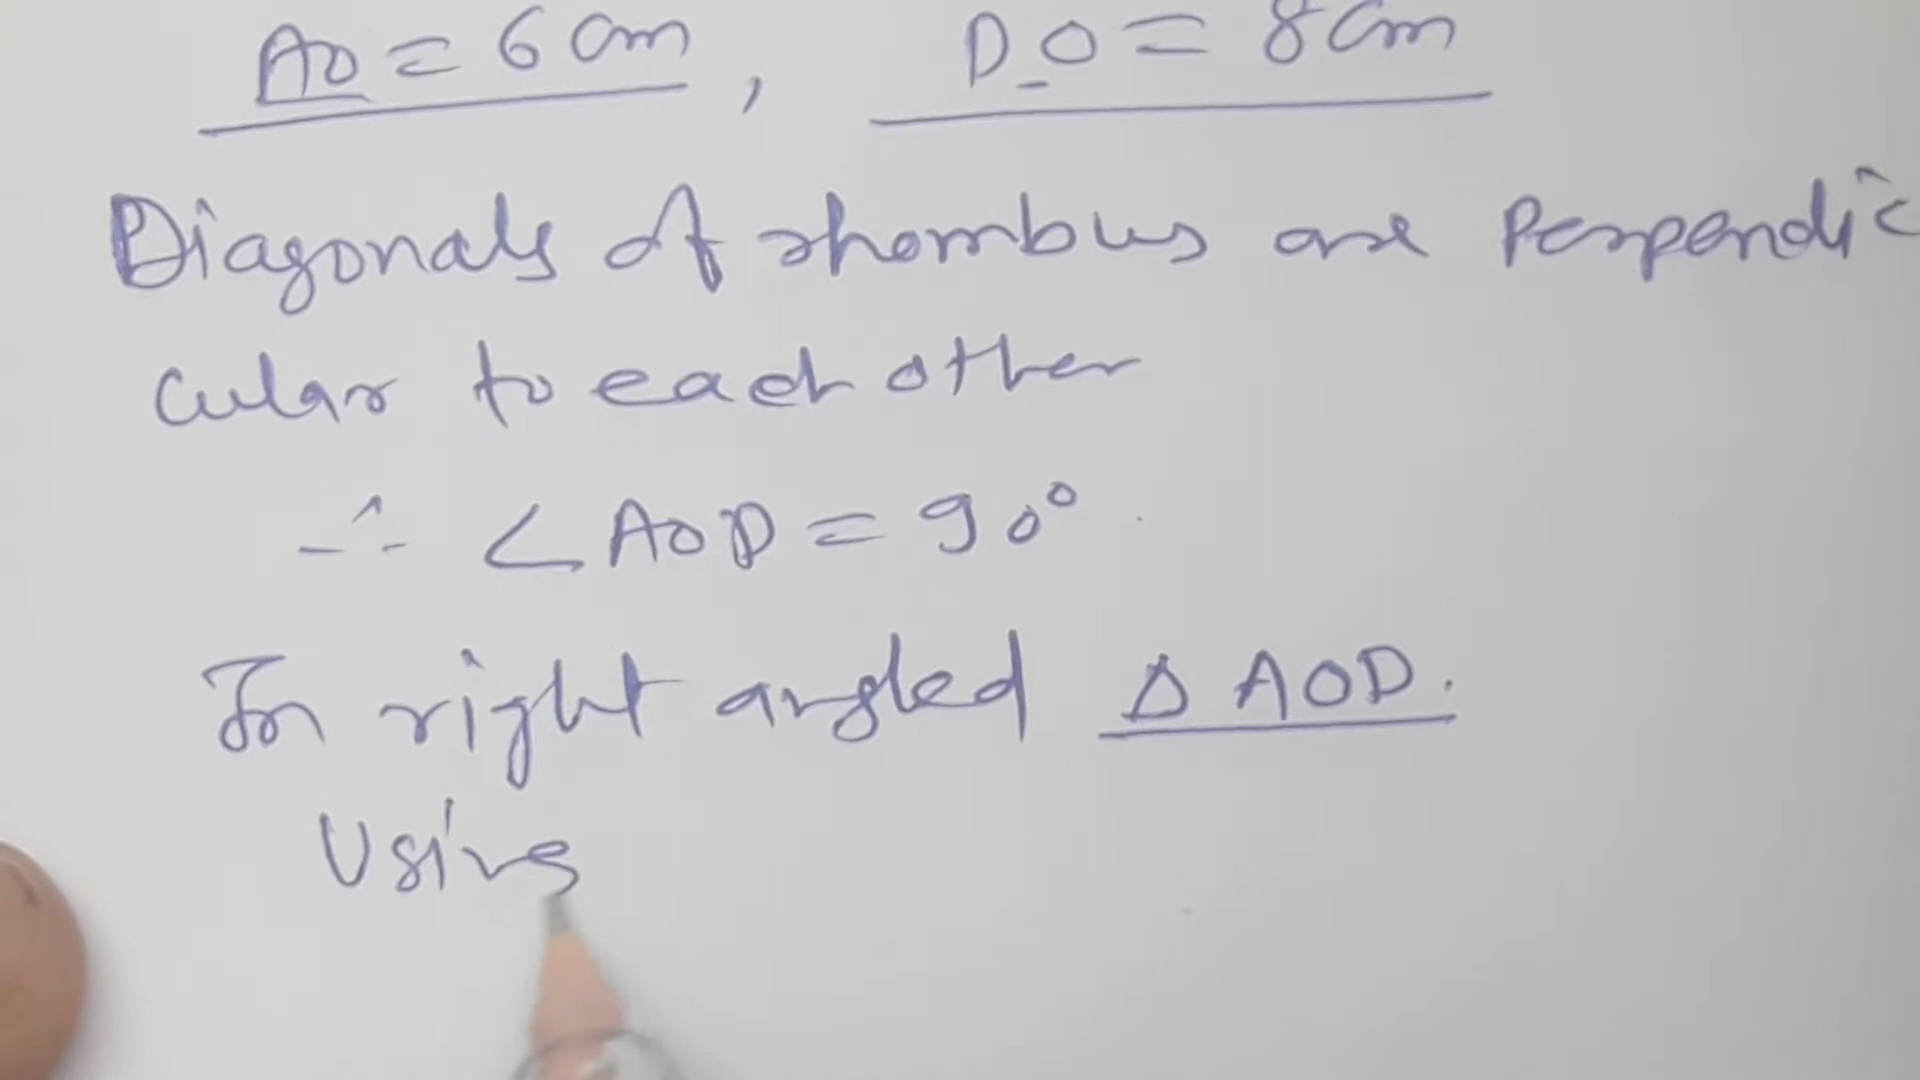 AO = 6 cm, DO = 8 cm
Diagonals of rhombus are Perpendic
cular to each other
∴ ∠AOD = 90°
In right angled Δ AOD.
Using